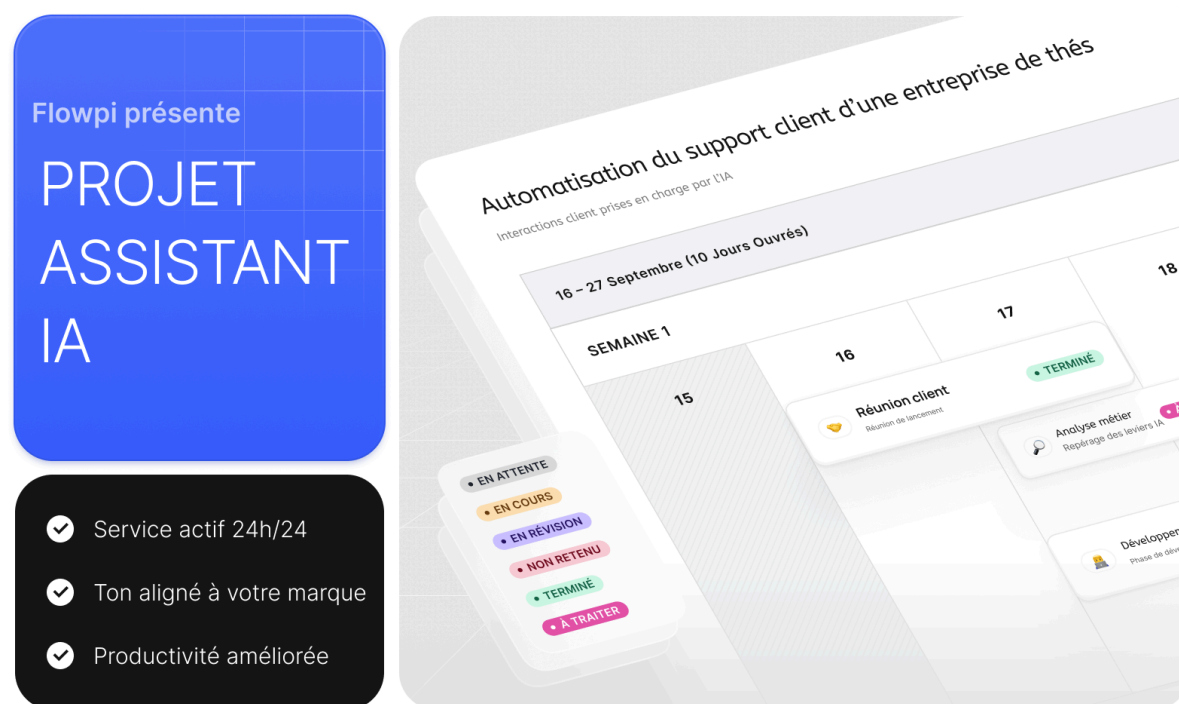 Flowpi présente
PROJET
ASSISTANT
IA
Service actif 24h/24
Ton aligné à votre marque
Productivité améliorée
Automatisation du support client d’une entreprise de thés
Interactions client prises en charge par l’IA
16 – 27 Septembre (10 Jours Ouvrés)
SEMAINE 1
15
16
17
18
Réunion client
Réunion de lancement
• TERMINÉ
Analyse métier
Repérage des leviers IA
• EN ATTENTE
• EN COURS
• EN RÉVISION
• NON RETENU
• TERMINÉ
• À TRAITER